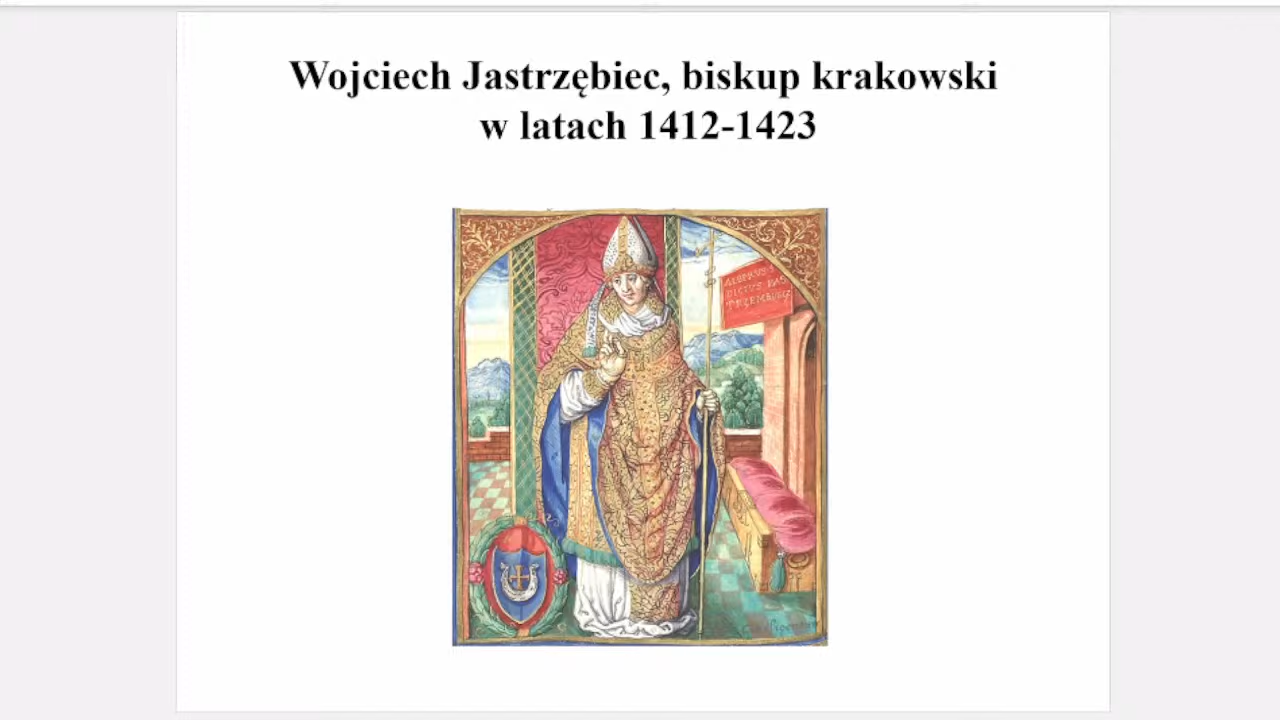 Wojciech Jastrzębiec, biskup krakowski
w latach 1412-1423